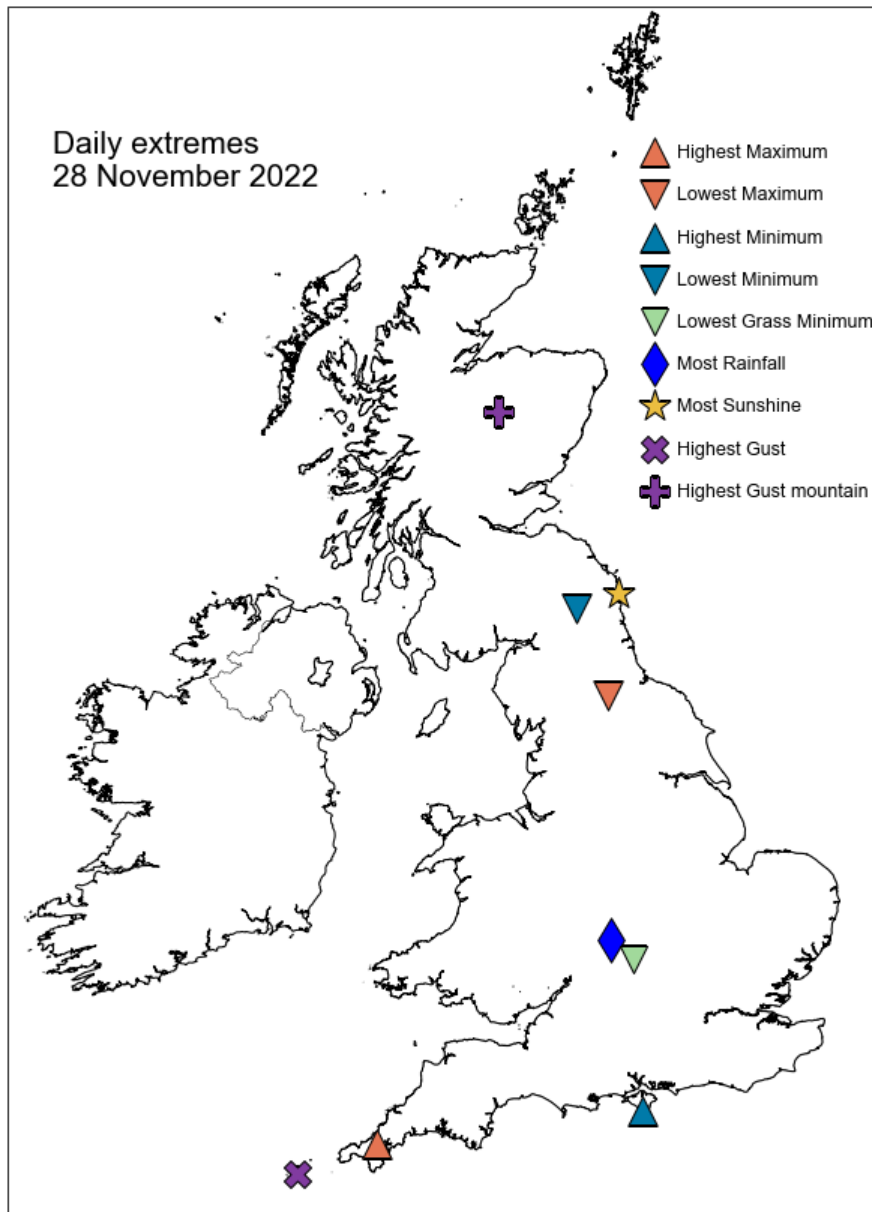 Daily extremes
28 November 2022
Highest Maximum
Lowest Maximum
Highest Minimum
Lowest Minimum
Lowest Grass Minimum
Most Rainfall
Most Sunshine
Highest Gust
Highest Gust mountain